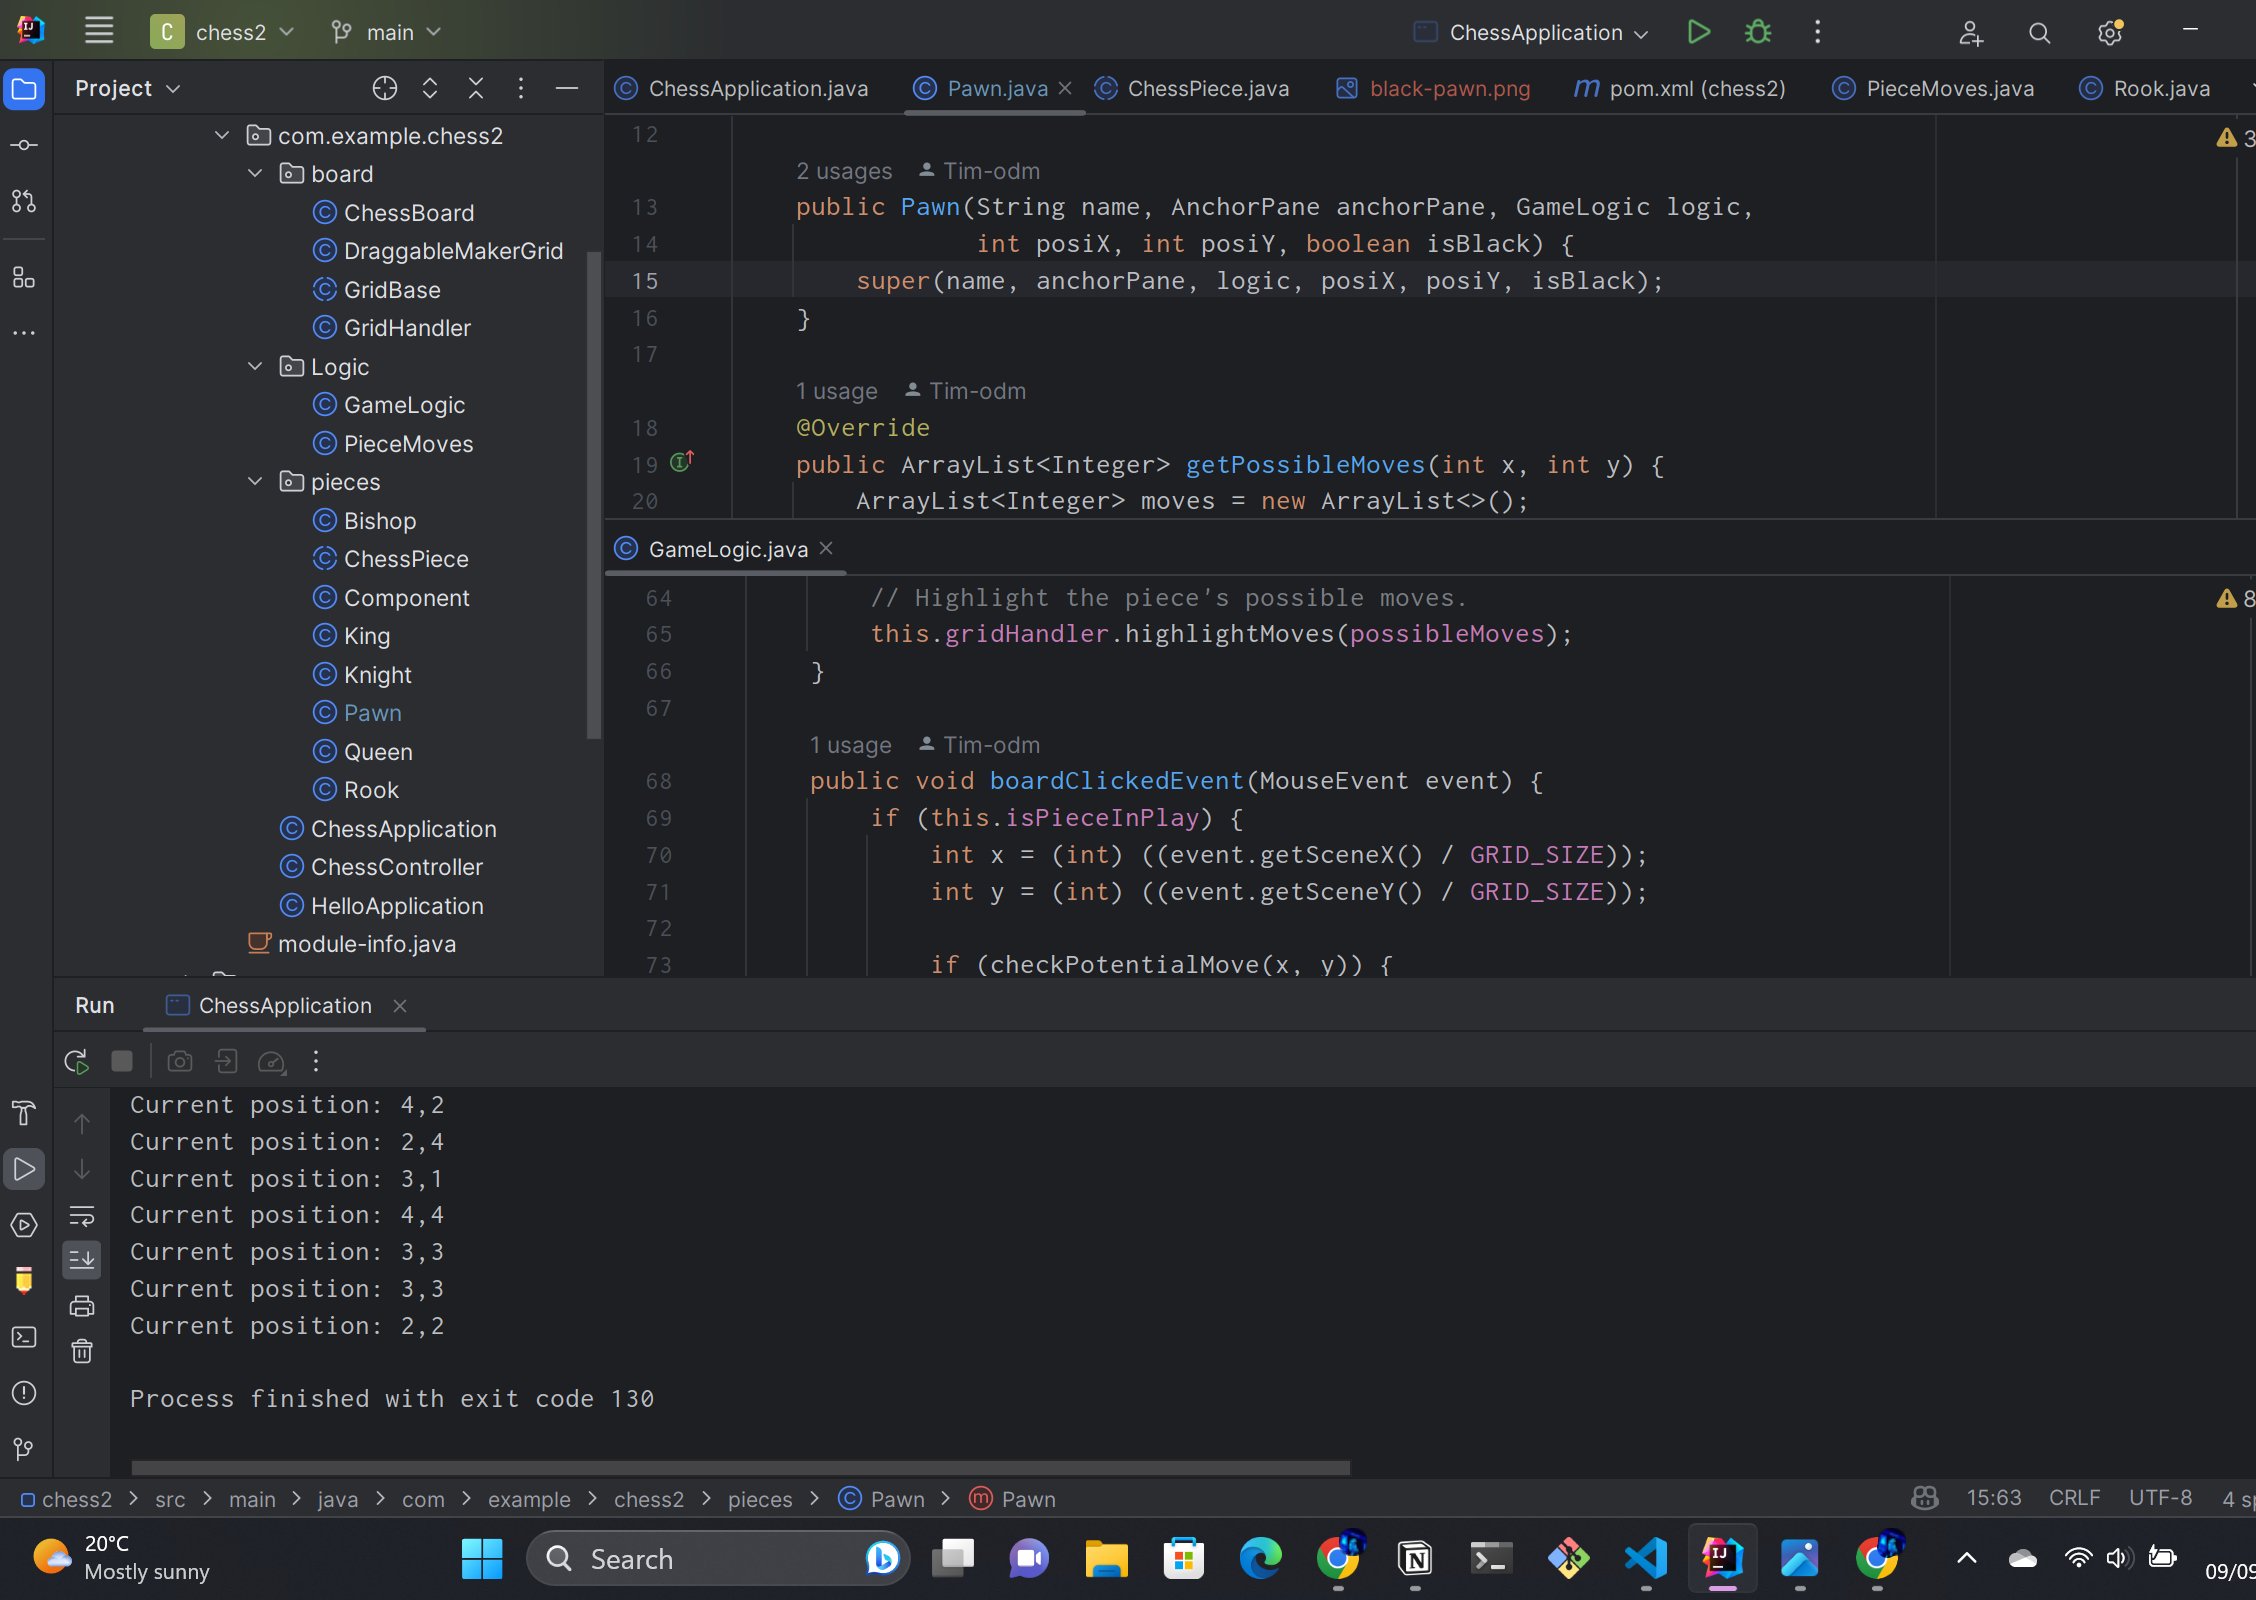 C chess2 main ChessApplication
Project
ChessApplication.java Pawn.java ChessPiece.java black-pawn.png pom.xml (chess2) PieceMoves.java Rook.java
com.example.chess2
board
ChessBoard
DraggableMakerGrid
GridBase
GridHandler
Logic
GameLogic
PieceMoves
pieces
Bishop
ChessPiece
Component
King
Knight
Pawn
Queen
Rook
ChessApplication
ChessController
HelloApplication
module-info.java
12
3
2 usages Tim-odm
13 public Pawn(String name, AnchorPane anchorPane, GameLogic logic,
14 int posiX, int posiY, boolean isBlack) {
15 super(name, anchorPane, logic, posiX, posiY, isBlack);
16 }
17
1 usage Tim-odm
18 @Override
19 public ArrayList<Integer> getPossibleMoves(int x, int y) {
20 ArrayList<Integer> moves = new ArrayList<>();
GameLogic.java
64 // Highlight the piece's possible moves.
8
65 this.gridHandler.highlightMoves(possibleMoves);
66 }
67
1 usage Tim-odm
68 public void boardClickedEvent(MouseEvent event) {
69 if (this.isPieceInPlay) {
70 int x = (int) ((event.getSceneX() / GRID_SIZE));
71 int y = (int) ((event.getSceneY() / GRID_SIZE));
72
73 if (checkPotentialMove(x, y)) {
Run ChessApplication
Current position: 4,2
Current position: 2,4
Current position: 3,1
Current position: 4,4
Current position: 3,3
Current position: 3,3
Current position: 2,2
Process finished with exit code 130
chess2 > src > main > java > com > example > chess2 > pieces > Pawn > Pawn
15:63 CRLF UTF-8 4 sp
20°C
Mostly sunny
Search
09/09